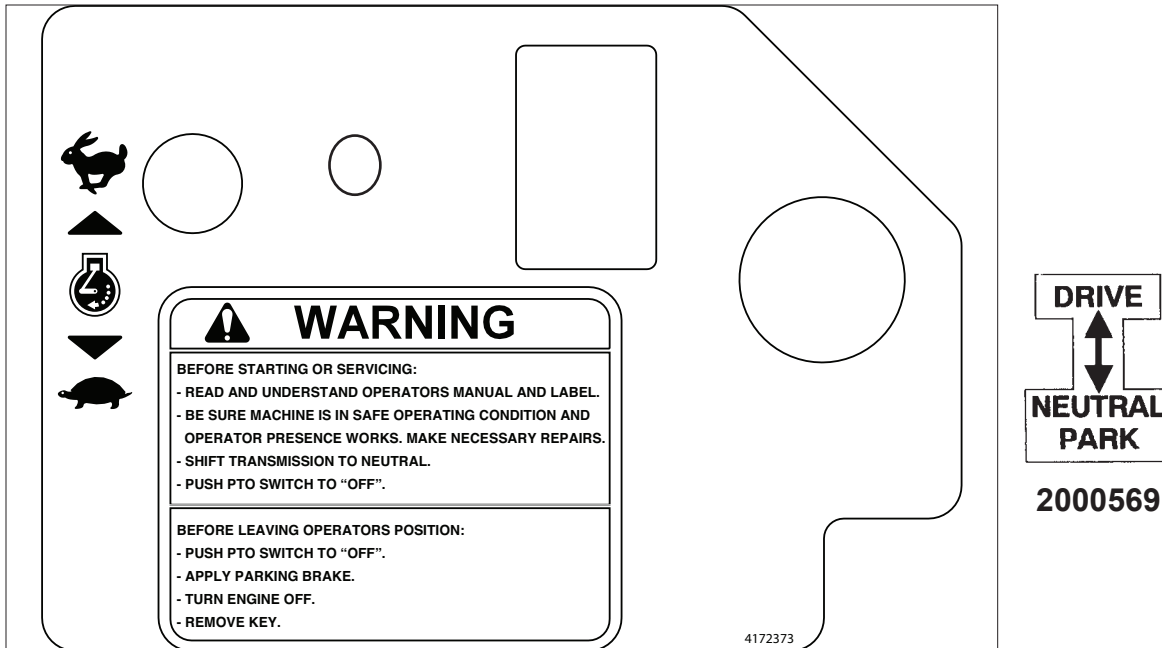 WARNING
BEFORE STARTING OR SERVICING:
- READ AND UNDERSTAND OPERATORS MANUAL AND LABEL.
- BE SURE MACHINE IS IN SAFE OPERATING CONDITION AND
OPERATOR PRESENCE WORKS. MAKE NECESSARY REPAIRS.
- SHIFT TRANSMISSION TO NEUTRAL.
- PUSH PTO SWITCH TO “OFF”.
BEFORE LEAVING OPERATORS POSITION:
- PUSH PTO SWITCH TO “OFF”.
- APPLY PARKING BRAKE.
- TURN ENGINE OFF.
- REMOVE KEY.
4172373
DRIVE
NEUTRAL
PARK
2000569